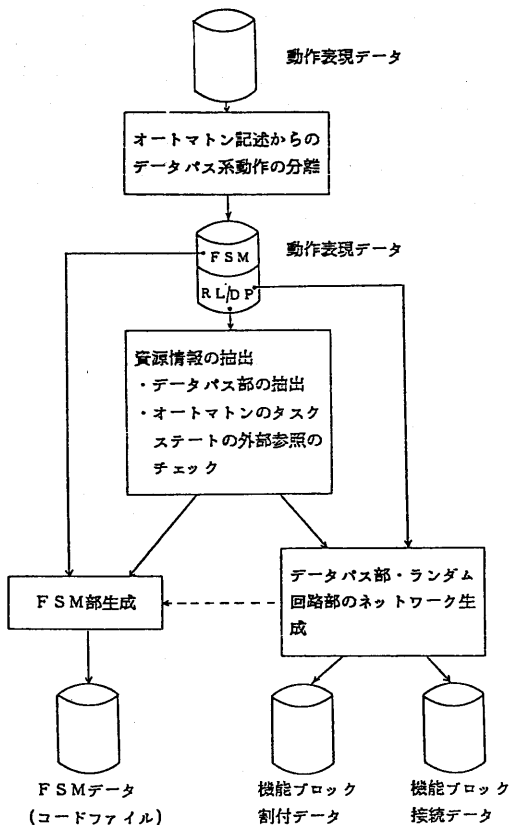 動作表現データ
オートマトン記述からの
データパス系動作の分離
動作表現データ
FSM
RL/DP
資源情報の抽出
・データパス部の抽出
・オートマトンのタスク
ステートの外部参照の
チェック
FSM部生成
データパス部・ランダム
回路部のネットワーク生
成
FSMデータ
(コードファイル)
機能ブロック
割付データ
機能ブロック
接続データ